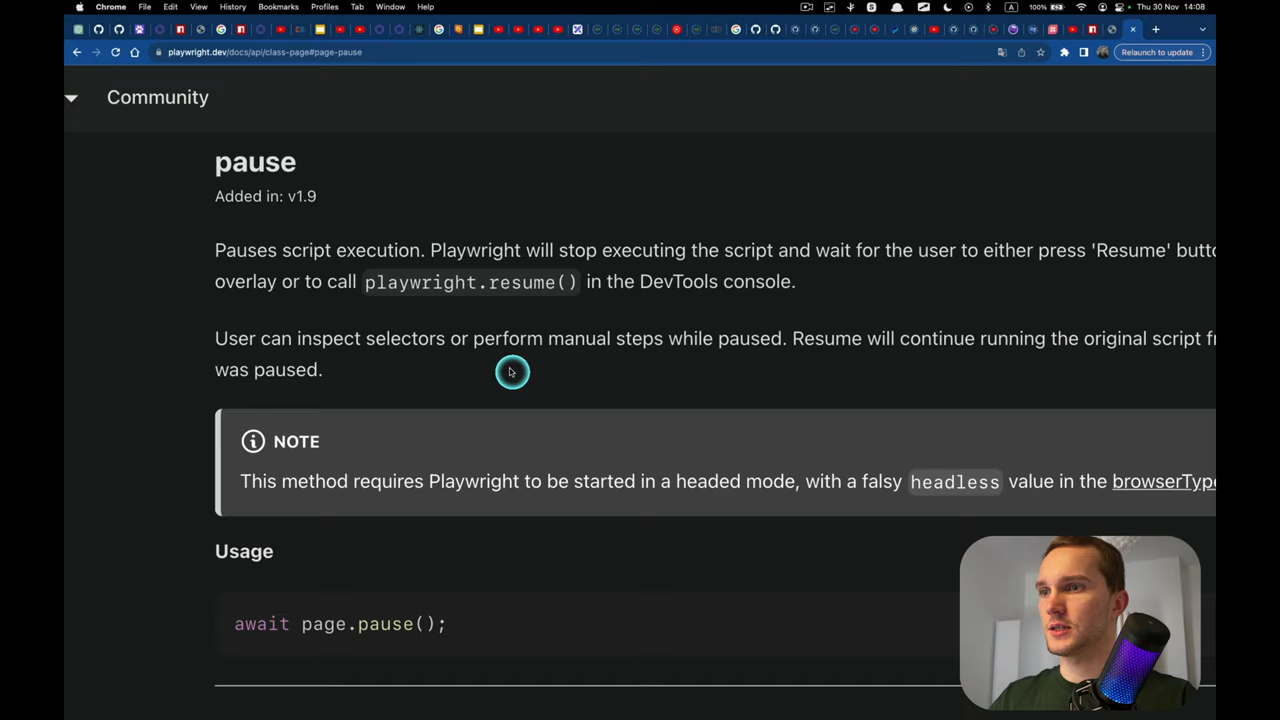 Chrome File Edit View History Bookmarks Profiles Tab Window Help 100% Thu 30 Nov 14:08
playwright.dev/docs/api/class-page#page-pause Relaunch to update
Community
pause
Added in: v1.9
Pauses script execution. Playwright will stop executing the script and wait for the user to either press 'Resume' butto
overlay or to call playwright.resume() in the DevTools console.
User can inspect selectors or perform manual steps while paused. Resume will continue running the original script fr
was paused.
NOTE
This method requires Playwright to be started in a headed mode, with a falsy headless value in the browserType
Usage
await page.pause();